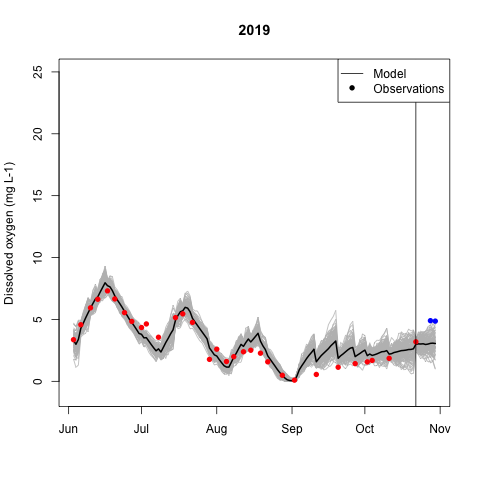 2019
Model
Observations
Dissolved oxygen (mg L-1)
25
20
15
10
5
0
Jun
Jul
Aug
Sep
Oct
Nov